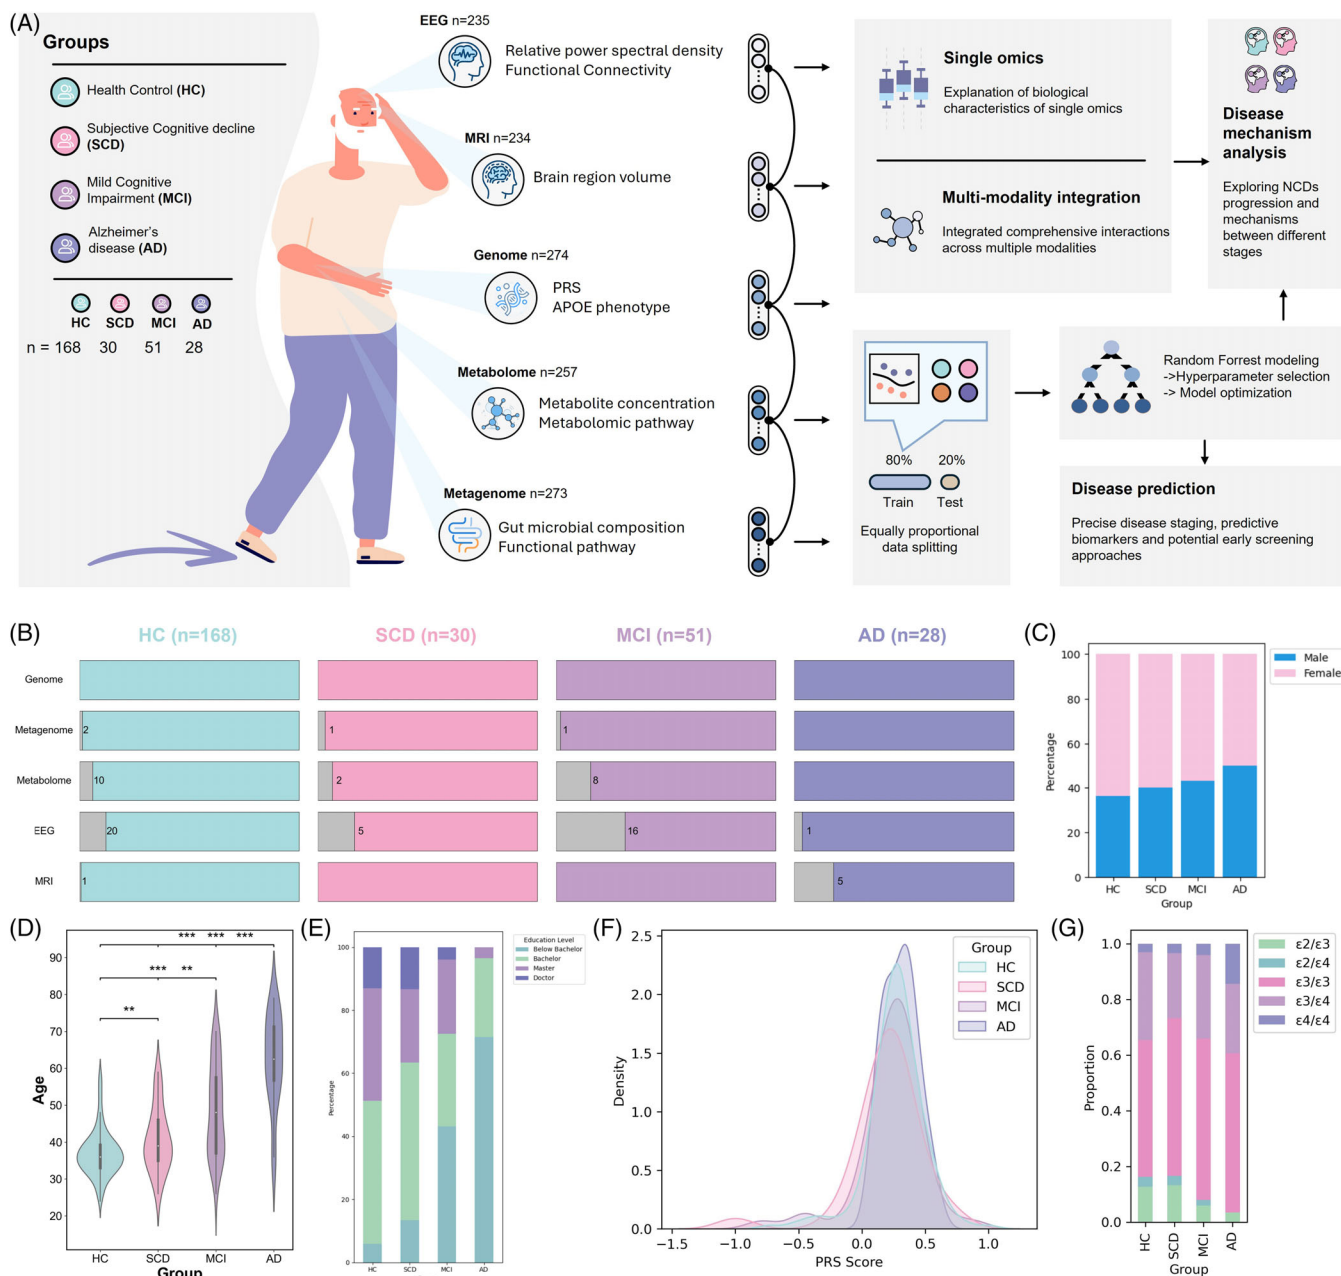 (A)
Groups
Health Control (HC)
Subjective Cognitive decline
(SCD)
Mild Cognitive
Impairment (MCI)
Alzheimer's
disease (AD)
HC SCD MCI AD
n = 168 30 51 28
EEG n=235
Relative power spectral density
Functional Connectivity
MRI n=234
Brain region volume
Genome n=274
PRS
APOE phenotype
Metabolome n=257
Metabolite concentration
Metabolomic pathway
Metagenome n=273
Gut microbial composition
Functional pathway
Single omics
Explanation of biological
characteristics of single omics
Multi-modality integration
Integrated comprehensive interactions
across multiple modalities
Disease
mechanism
analysis
Exploring NCDs
progression and
mechanisms
between different
stages
80% 20%
Train Test
Equally proportional
data splitting
Random Forrest modeling
->Hyperparameter selection
-> Model optimization
Disease prediction
Precise disease staging, predictive
biomarkers and potential early screening
approaches
(B)
HC (n=168) SCD (n=30) MCI (n=51) AD (n=28)
Genome
Metagenome 2 1 1
Metabolome 10 2 8
EEG 20 5 16 1
MRI 1 5
(C)
Percentage
100
80
60
40
20
0
HC SCD MCI AD
Group
Male
Female
(D)
Age
90
80
70
60
50
40
30
20
*** *** ***
*** **
**
HC SCD MCI AD
Group
(E)
Education Level
Below Bachelor
Bachelor
Master
Doctor
Percentage
100
80
60
40
20
0
HC SCD MCI AD
(F)
Density
2.5
2.0
1.5
1.0
0.5
0.0
−1.5 −1.0 −0.5 0.0 0.5 1.0
PRS Score
Group
HC
SCD
MCI
AD
(G)
Proportion
1.0
0.8
0.6
0.4
0.2
0.0
HC SCD MCI AD
Group
ε2/ε3
ε2/ε4
ε3/ε3
ε3/ε4
ε4/ε4